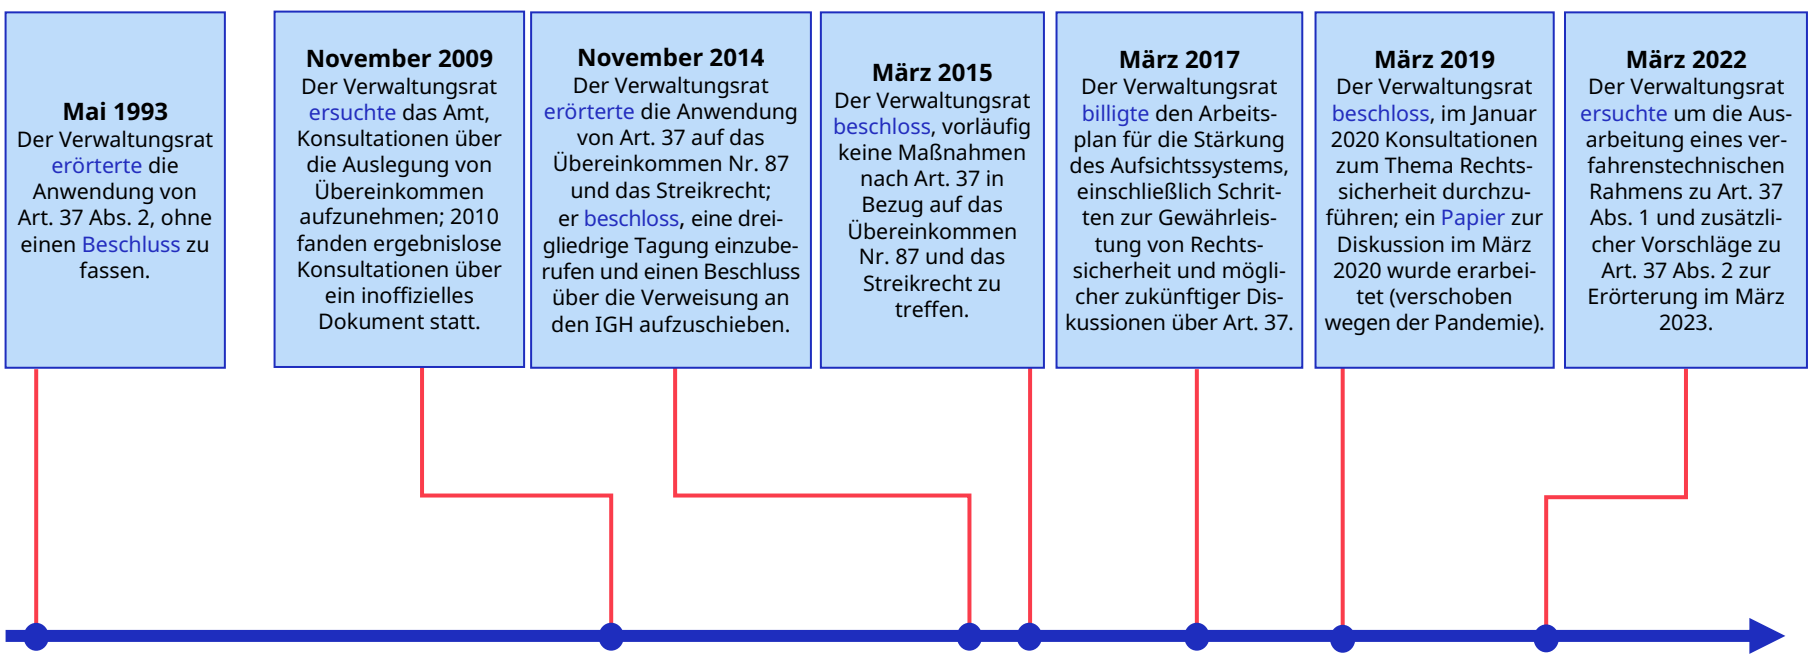 Mai 1993
Der Verwaltungsrat
erörterte die
Anwendung von
Art. 37 Abs. 2, ohne
einen Beschluss zu
fassen.
November 2009
Der Verwaltungsrat
ersuchte das Amt,
Konsultationen über
die Auslegung von
Übereinkommen
aufzunehmen; 2010
fanden ergebnislose
Konsultationen über
ein inoffizielles
Dokument statt.
November 2014
Der Verwaltungsrat
erörterte die Anwendung
von Art. 37 auf das
Übereinkommen Nr. 87
und das Streikrecht;
er beschloss, eine drei-
gliedrige Tagung einzube-
rufen und einen Beschluss
über die Verweisung an
den IGH aufzuschieben.
März 2015
Der Verwaltungsrat
beschloss, vorläufig
keine Maßnahmen
nach Art. 37 in
Bezug auf das
Übereinkommen
Nr. 87 und das
Streikrecht zu
treffen.
März 2017
Der Verwaltungsrat
billigte den Arbeits-
plan für die Stärkung
des Aufsichtssystems,
einschließlich Schrit-
ten zur Gewährleis-
tung von Rechts-
sicherheit und mögli-
cher zukünftiger Dis-
kussionen über Art. 37.
März 2019
Der Verwaltungsrat
beschloss, im Januar
2020 Konsultationen
zum Thema Rechts-
sicherheit durchzu-
führen; ein Papier zur
Diskussion im März
2020 wurde erarbei-
tet (verschoben
wegen der Pandemie).
März 2022
Der Verwaltungsrat
ersuchte um die Aus-
arbeitung eines ver-
fahrenstechnischen
Rahmens zu Art. 37
Abs. 1 und zusätzli-
cher Vorschläge zu
Art. 37 Abs. 2 zur
Erörterung im März
2023.